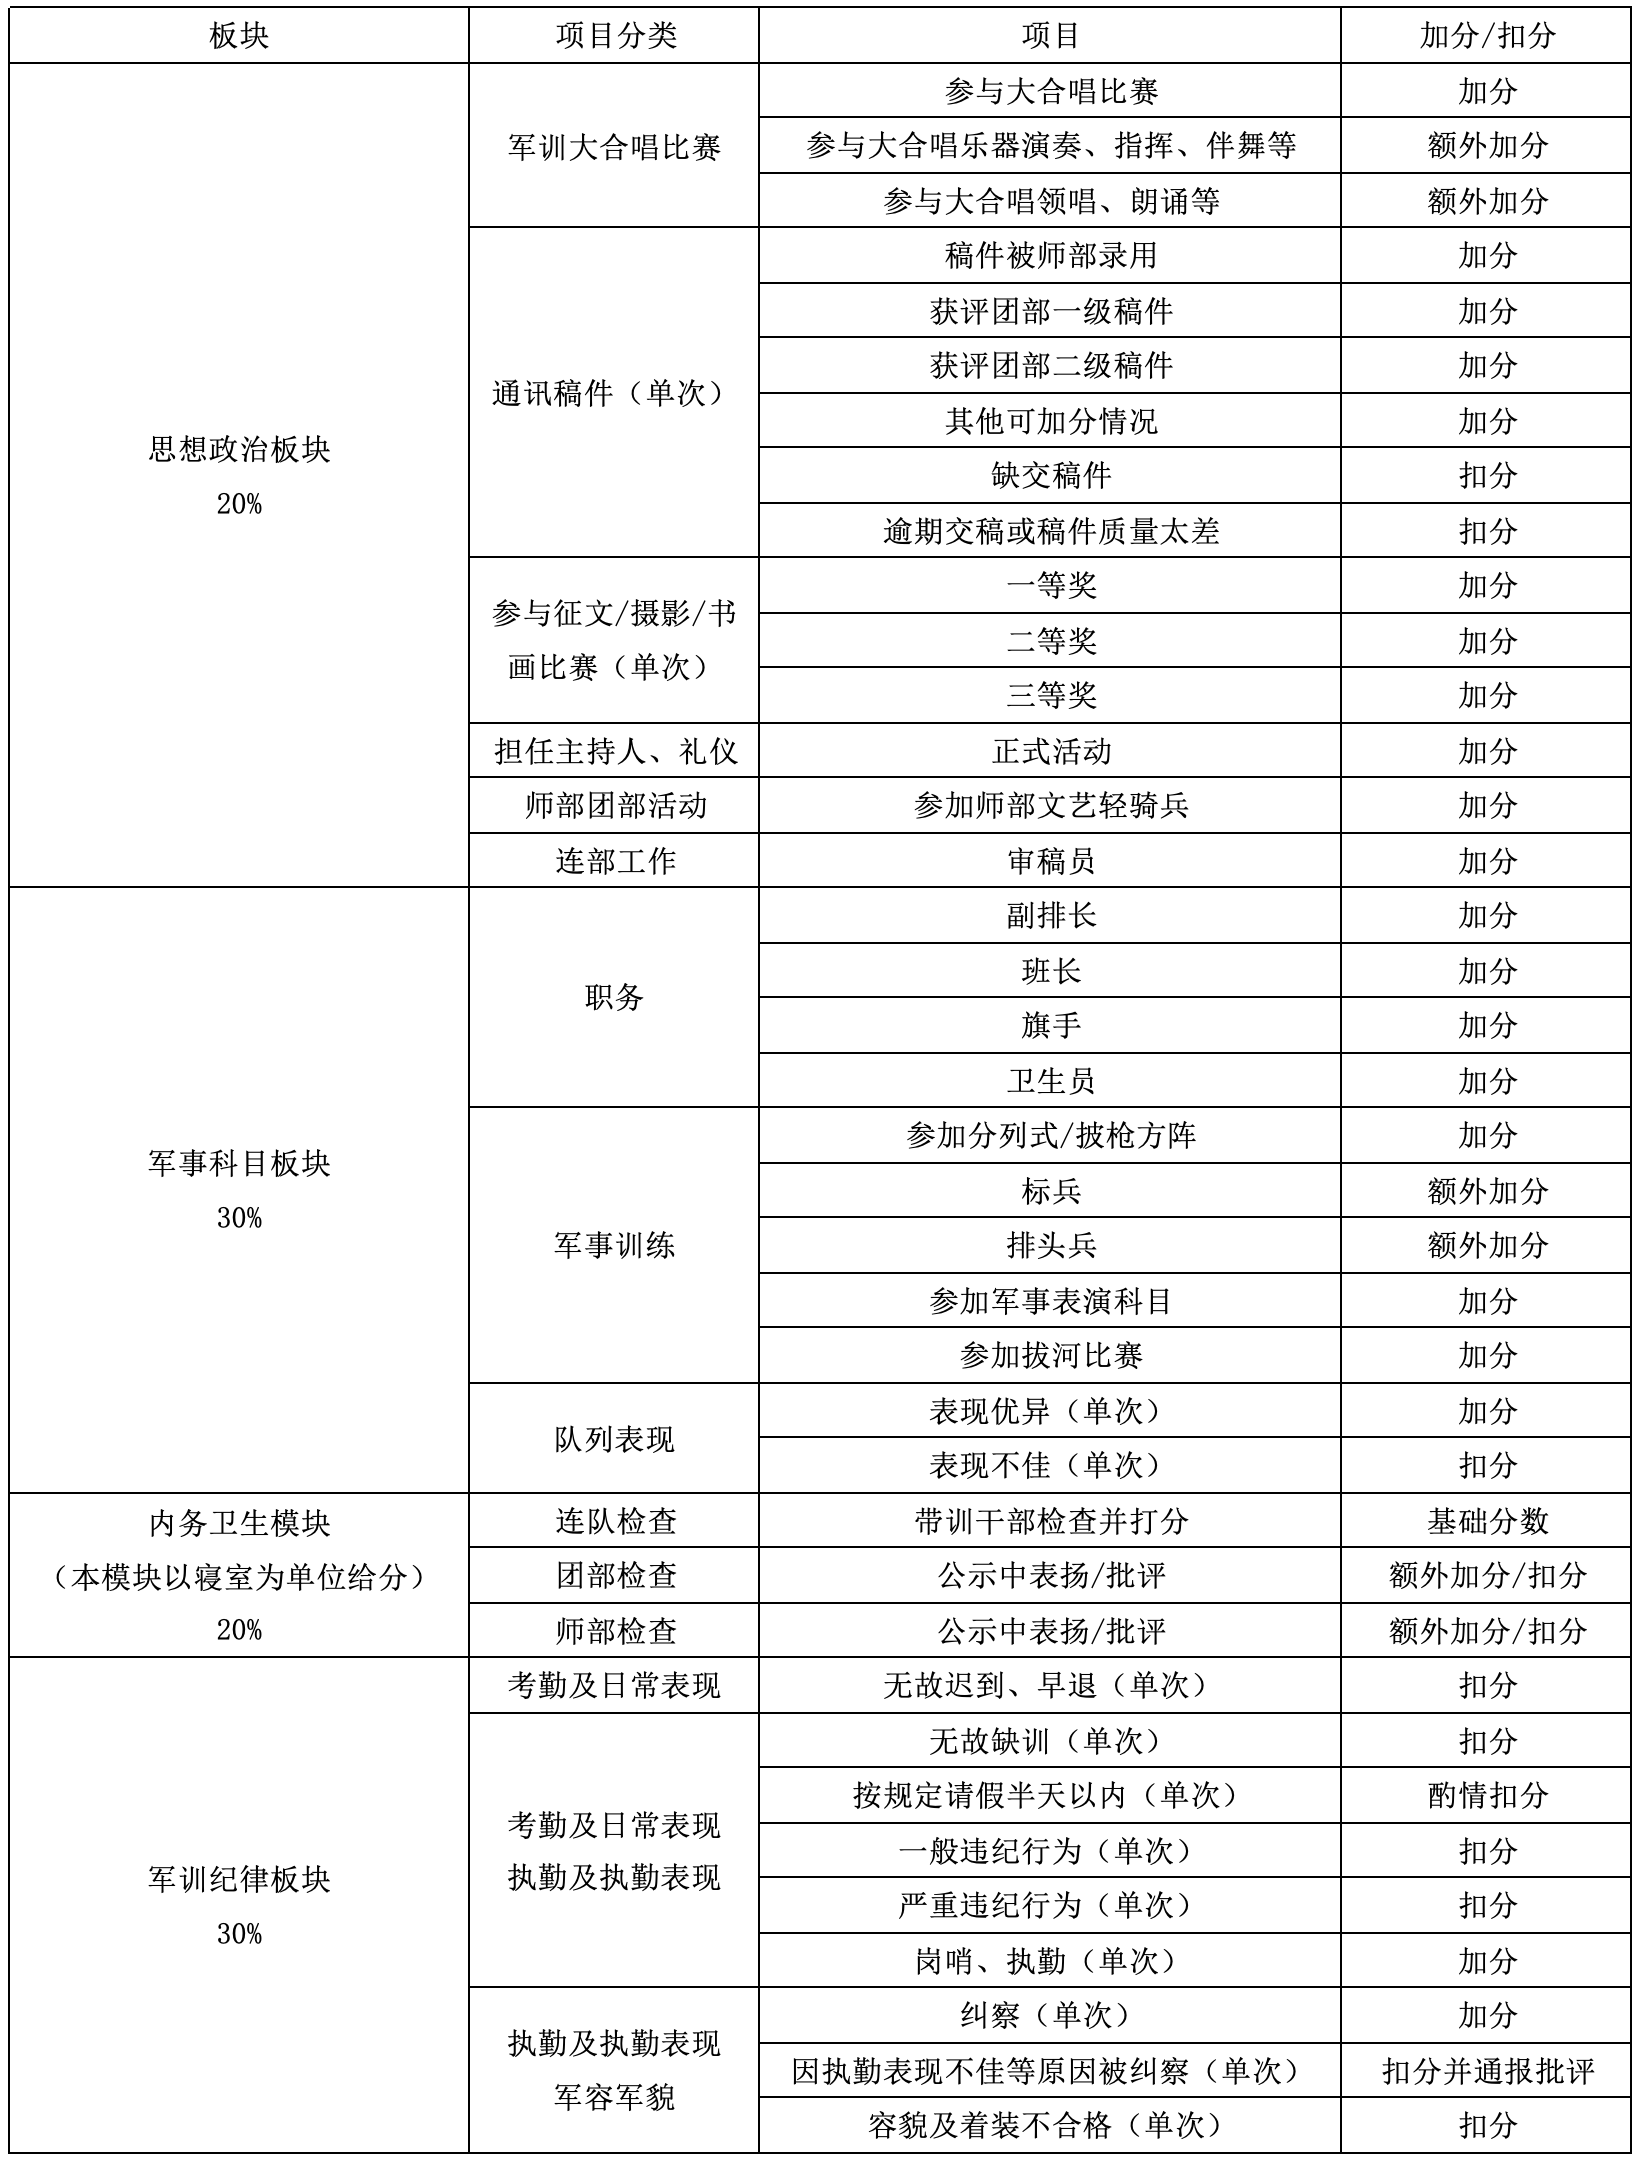 板块 项目分类 项目 加分/扣分
思想政治板块
20%
军训大合唱比赛
参与大合唱比赛 加分
参与大合唱乐器演奏、指挥、伴舞等 额外加分
参与大合唱领唱、朗诵等 额外加分
通讯稿件（单次）
稿件被师部录用 加分
获评团部一级稿件 加分
获评团部二级稿件 加分
其他可加分情况 加分
缺交稿件 扣分
逾期交稿或稿件质量太差 扣分
参与征文/摄影/书
画比赛（单次）
一等奖 加分
二等奖 加分
三等奖 加分
担任主持人、礼仪 正式活动 加分
师部团部活动 参加师部文艺轻骑兵 加分
连部工作 审稿员 加分
军事科目板块
30%
职务
副排长 加分
班长 加分
旗手 加分
卫生员 加分
军事训练
参加分列式/披枪方阵 加分
标兵 额外加分
排头兵 额外加分
参加军事表演科目 加分
参加拔河比赛 加分
队列表现
表现优异（单次） 加分
表现不佳（单次） 扣分
内务卫生模块
（本模块以寝室为单位给分）
20%
连队检查 带训干部检查并打分 基础分数
团部检查 公示中表扬/批评 额外加分/扣分
师部检查 公示中表扬/批评 额外加分/扣分
军训纪律板块
30%
考勤及日常表现 无故迟到、早退（单次） 扣分
考勤及日常表现
执勤及执勤表现
无故缺训（单次） 扣分
按规定请假半天以内（单次） 酌情扣分
一般违纪行为（单次） 扣分
严重违纪行为（单次） 扣分
岗哨、执勤（单次） 加分
执勤及执勤表现
军容军貌
纠察（单次） 加分
因执勤表现不佳等原因被纠察（单次） 扣分并通报批评
容貌及着装不合格（单次） 扣分